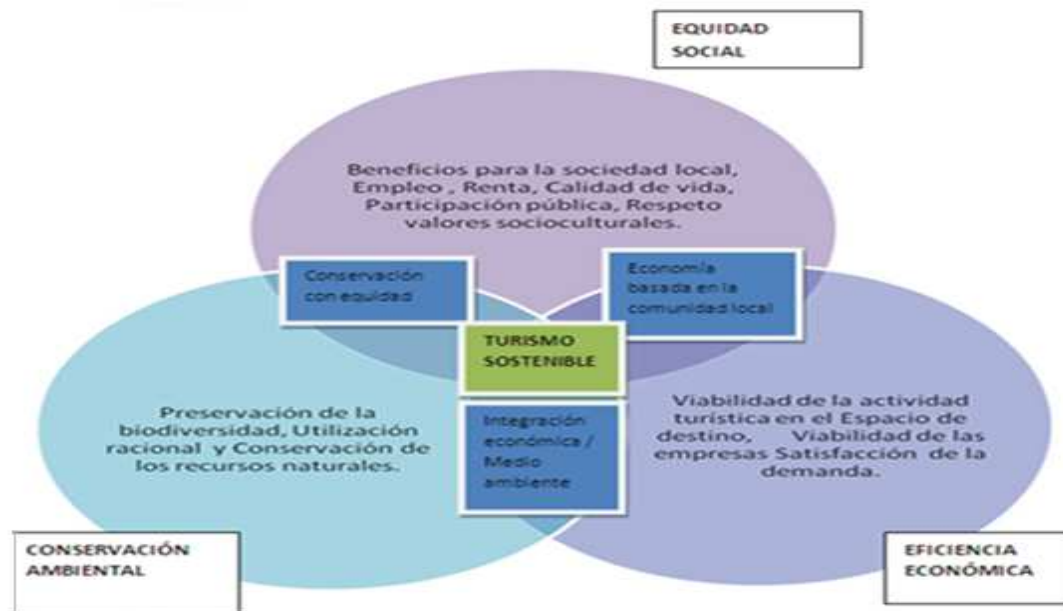 EQUIDAD
SOCIAL
Beneficios para la sociedad local,
Empleo , Renta, Calidad de vida,
Participación pública, Respeto
valores socioculturales.
Conservación
con equidad
Economía
basada en la
comunidad local
TURISMO
SOSTENIBLE
Preservación de la
biodiversidad, Utilización
racional y Conservación de
los recursos naturales.
Integración
económica /
Medio
ambiente
Viabilidad de la actividad
turística en el Espacio de
destino, Viabilidad de las
empresas Satisfacción de la
demanda.
CONSERVACIÓN
AMBIENTAL
EFICIENCIA
ECONÓMICA